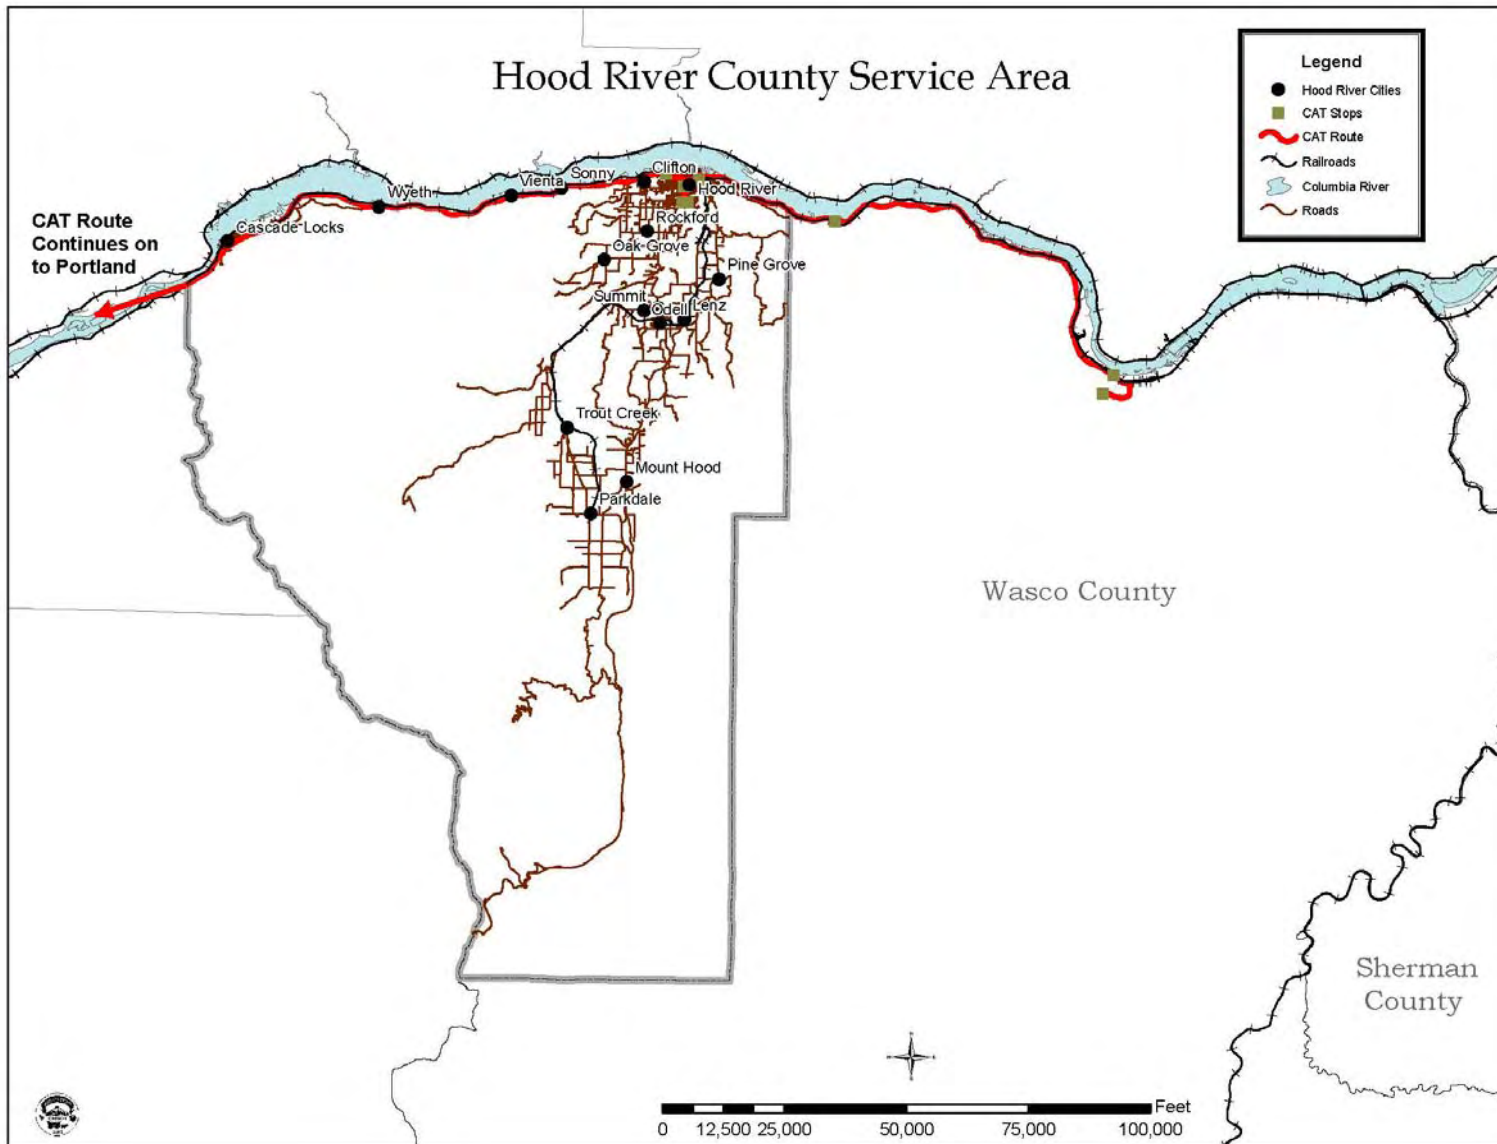 Hood River County Service Area
Legend
Hood River Cities
CAT Stops
CAT Route
Railroads
Columbia River
Roads
CAT Route
Continues on
to Portland
Cascade Locks
Wyeth
Vienta
Sonny
Clifton
Hood River
Rockford
Oak Grove
Pine Grove
Summit
Odell
Lenz
Trout Creek
Mount Hood
Parkdale
Wasco County
Sherman
County
Feet
0 12,500 25,000 50,000 75,000 100,000